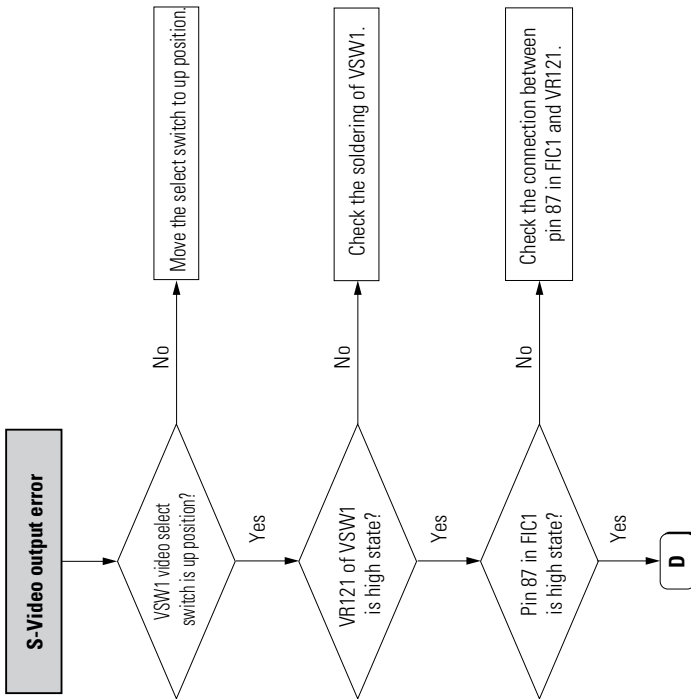 S-Video output error
VSW1 video select
switch is up position?
No
Move the select switch to up position.
Yes
VR121 of VSW1
is high state?
No
Check the soldering of VSW1.
Yes
Pin 87 in FIC1
is high state?
No
Check the connection between
pin 87 in FIC1 and VR121.
Yes
D